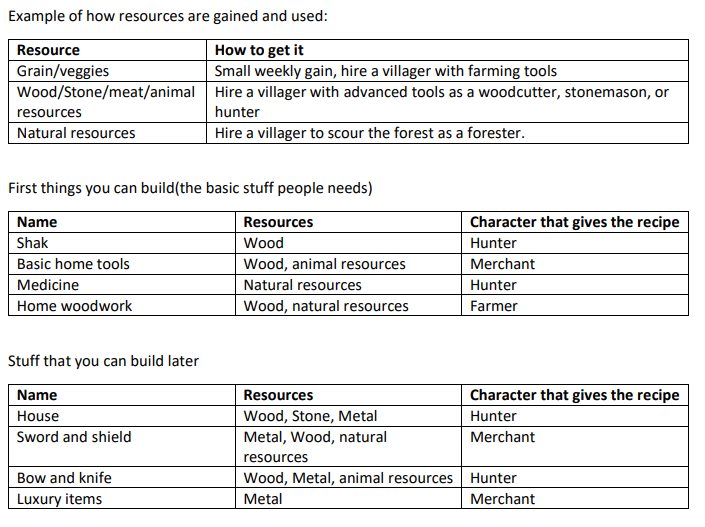 Example of how resources are gained and used:
Resource How to get it
Grain/veggies Small weekly gain, hire a villager with farming tools
Wood/Stone/meat/animal resources Hire a villager with advanced tools as a woodcutter, stonemason, or hunter
Natural resources Hire a villager to scour the forest as a forester.
First things you can build(the basic stuff people needs)
Name Resources Character that gives the recipe
Shak Wood Hunter
Basic home tools Wood, animal resources Merchant
Medicine Natural resources Hunter
Home woodwork Wood, natural resources Farmer
Stuff that you can build later
Name Resources Character that gives the recipe
House Wood, Stone, Metal Hunter
Sword and shield Metal, Wood, natural resources Merchant
Bow and knife Wood, Metal, animal resources Hunter
Luxury items Metal Merchant